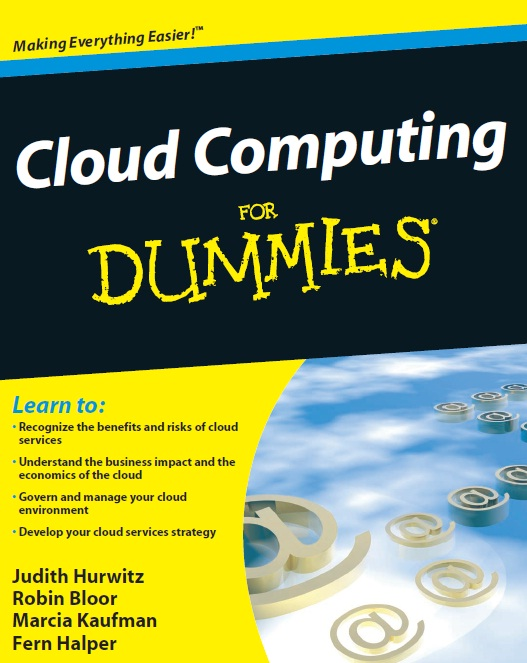 Making Everything Easier!™
Cloud Computing
FOR
DUMMIES®
Learn to:
• Recognize the benefits and risks of cloud
services
• Understand the business impact and the
economics of the cloud
• Govern and manage your cloud
environment
• Develop your cloud services strategy
Judith Hurwitz
Robin Bloor
Marcia Kaufman
Fern Halper
@
@
@
@
@
@
@
@
@